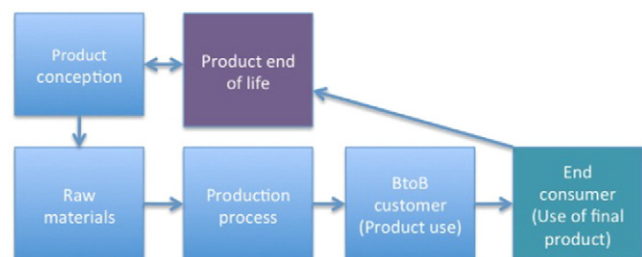 Product
conception
Product end
of life
Raw
materials
Production
process
BtoB
customer
(Product use)
End
consumer
(Use of final
product)